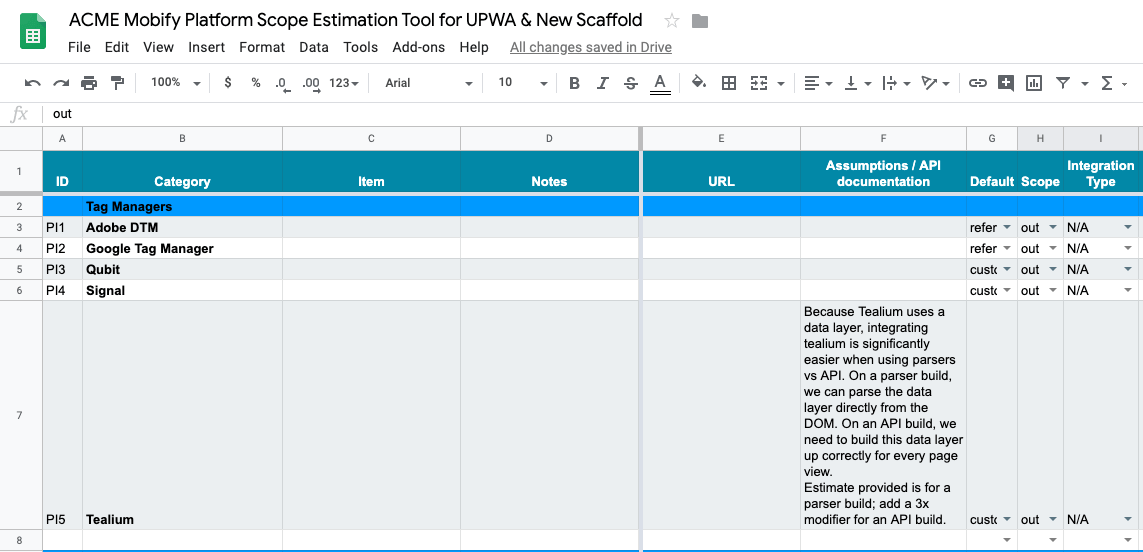 ACME Mobify Platform Scope Estimation Tool for UPWA & New Scaffold
File Edit View Insert Format Data Tools Add-ons Help All changes saved in Drive
100% $ % .0 .00 123 Arial 10 B I S A Σ
fx out
A B C D E F G H I
1 ID Category Item Notes URL Assumptions / API documentation Default Scope Integration Type
2 Tag Managers
3 PI1 Adobe DTM refer out N/A
4 PI2 Google Tag Manager refer out N/A
5 PI3 Qubit custo out N/A
6 PI4 Signal custo out N/A
Because Tealium uses a
data layer, integrating
tealium is significantly
easier when using parsers
vs API. On a parser build,
we can parse the data
layer directly from the
DOM. On an API build, we
need to build this data layer
up correctly for every page
view.
Estimate provided is for a
parser build; add a 3x
modifier for an API build.
7 PI5 Tealium custo out N/A
8